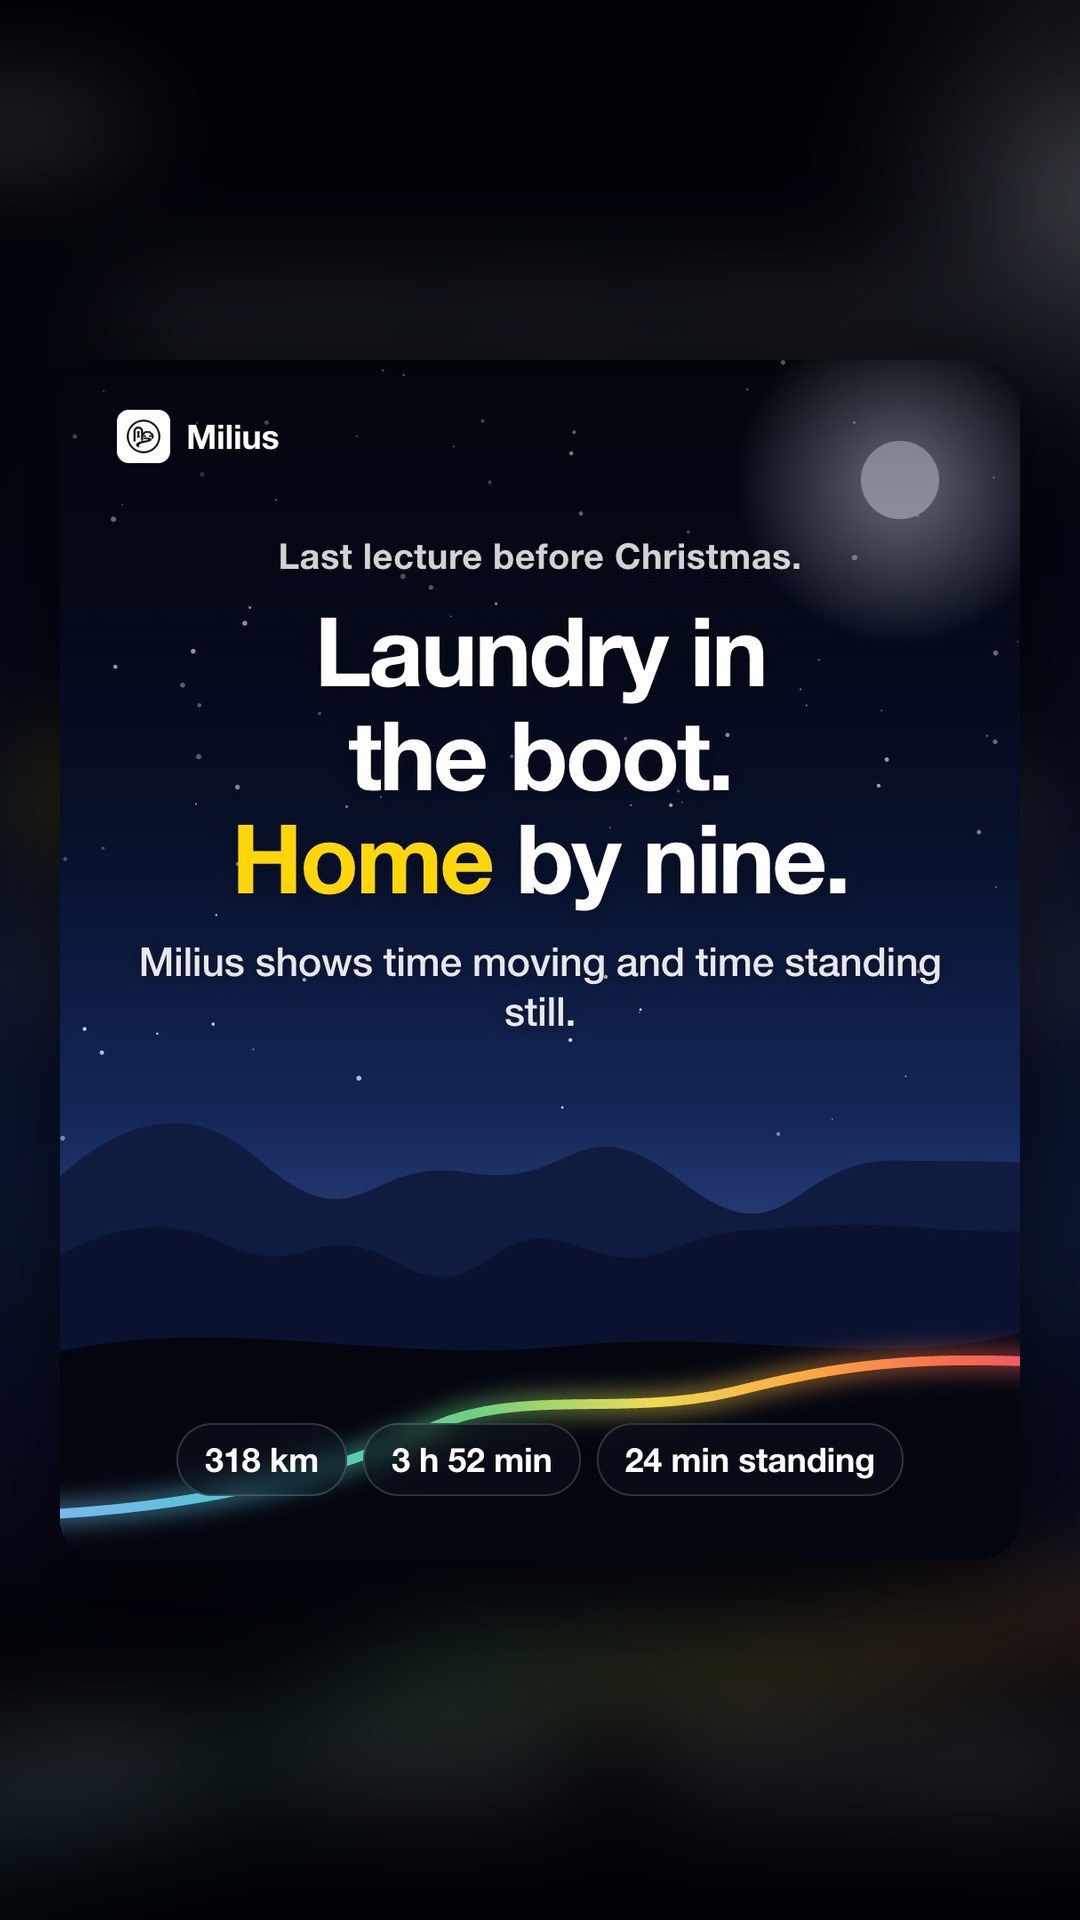 Milius
Last lecture before Christmas.
Laundry in
the boot.
Home by nine.
Milius shows time moving and time standing
still.
318 km
3 h 52 min
24 min standing